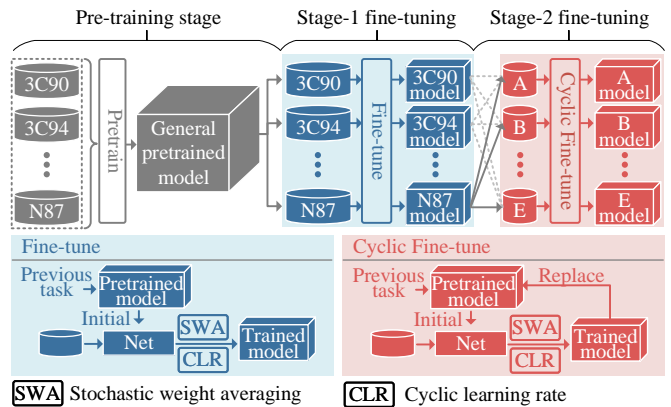 Pre-training stage
Stage-1 fine-tuning
Stage-2 fine-tuning
3C90
3C94
N87
Pretrain
General
pretrained
model
3C90
3C94
N87
Fine-tune
3C90
model
3C94
model
N87
model
A
B
E
Cyclic Fine-tune
A
model
B
model
E
model
Fine-tune
Previous
task
Pretrained
model
Initial
Net
SWA
CLR
Trained
model
Cyclic Fine-tune
Previous
task
Pretrained
model
Replace
Initial
Net
SWA
CLR
Trained
model
SWA Stochastic weight averaging
CLR Cyclic learning rate